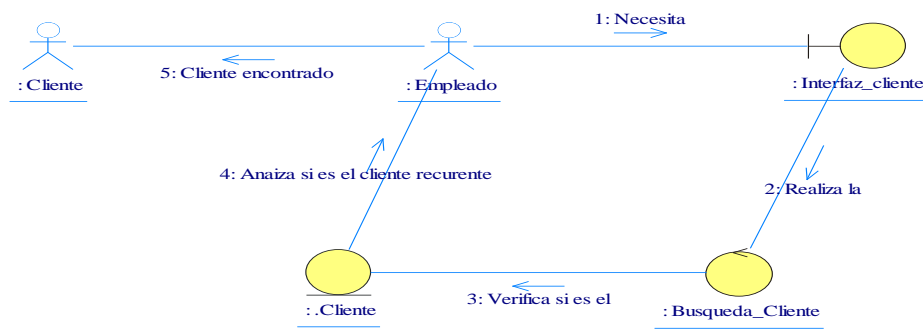 1: Necesita
5: Cliente encontrado
: Cliente
: Empleado
: Interfaz_cliente
4: Anaiza si es el cliente recurente
2: Realiza la
3: Verifica si es el
: .Cliente
: Busqueda_Cliente